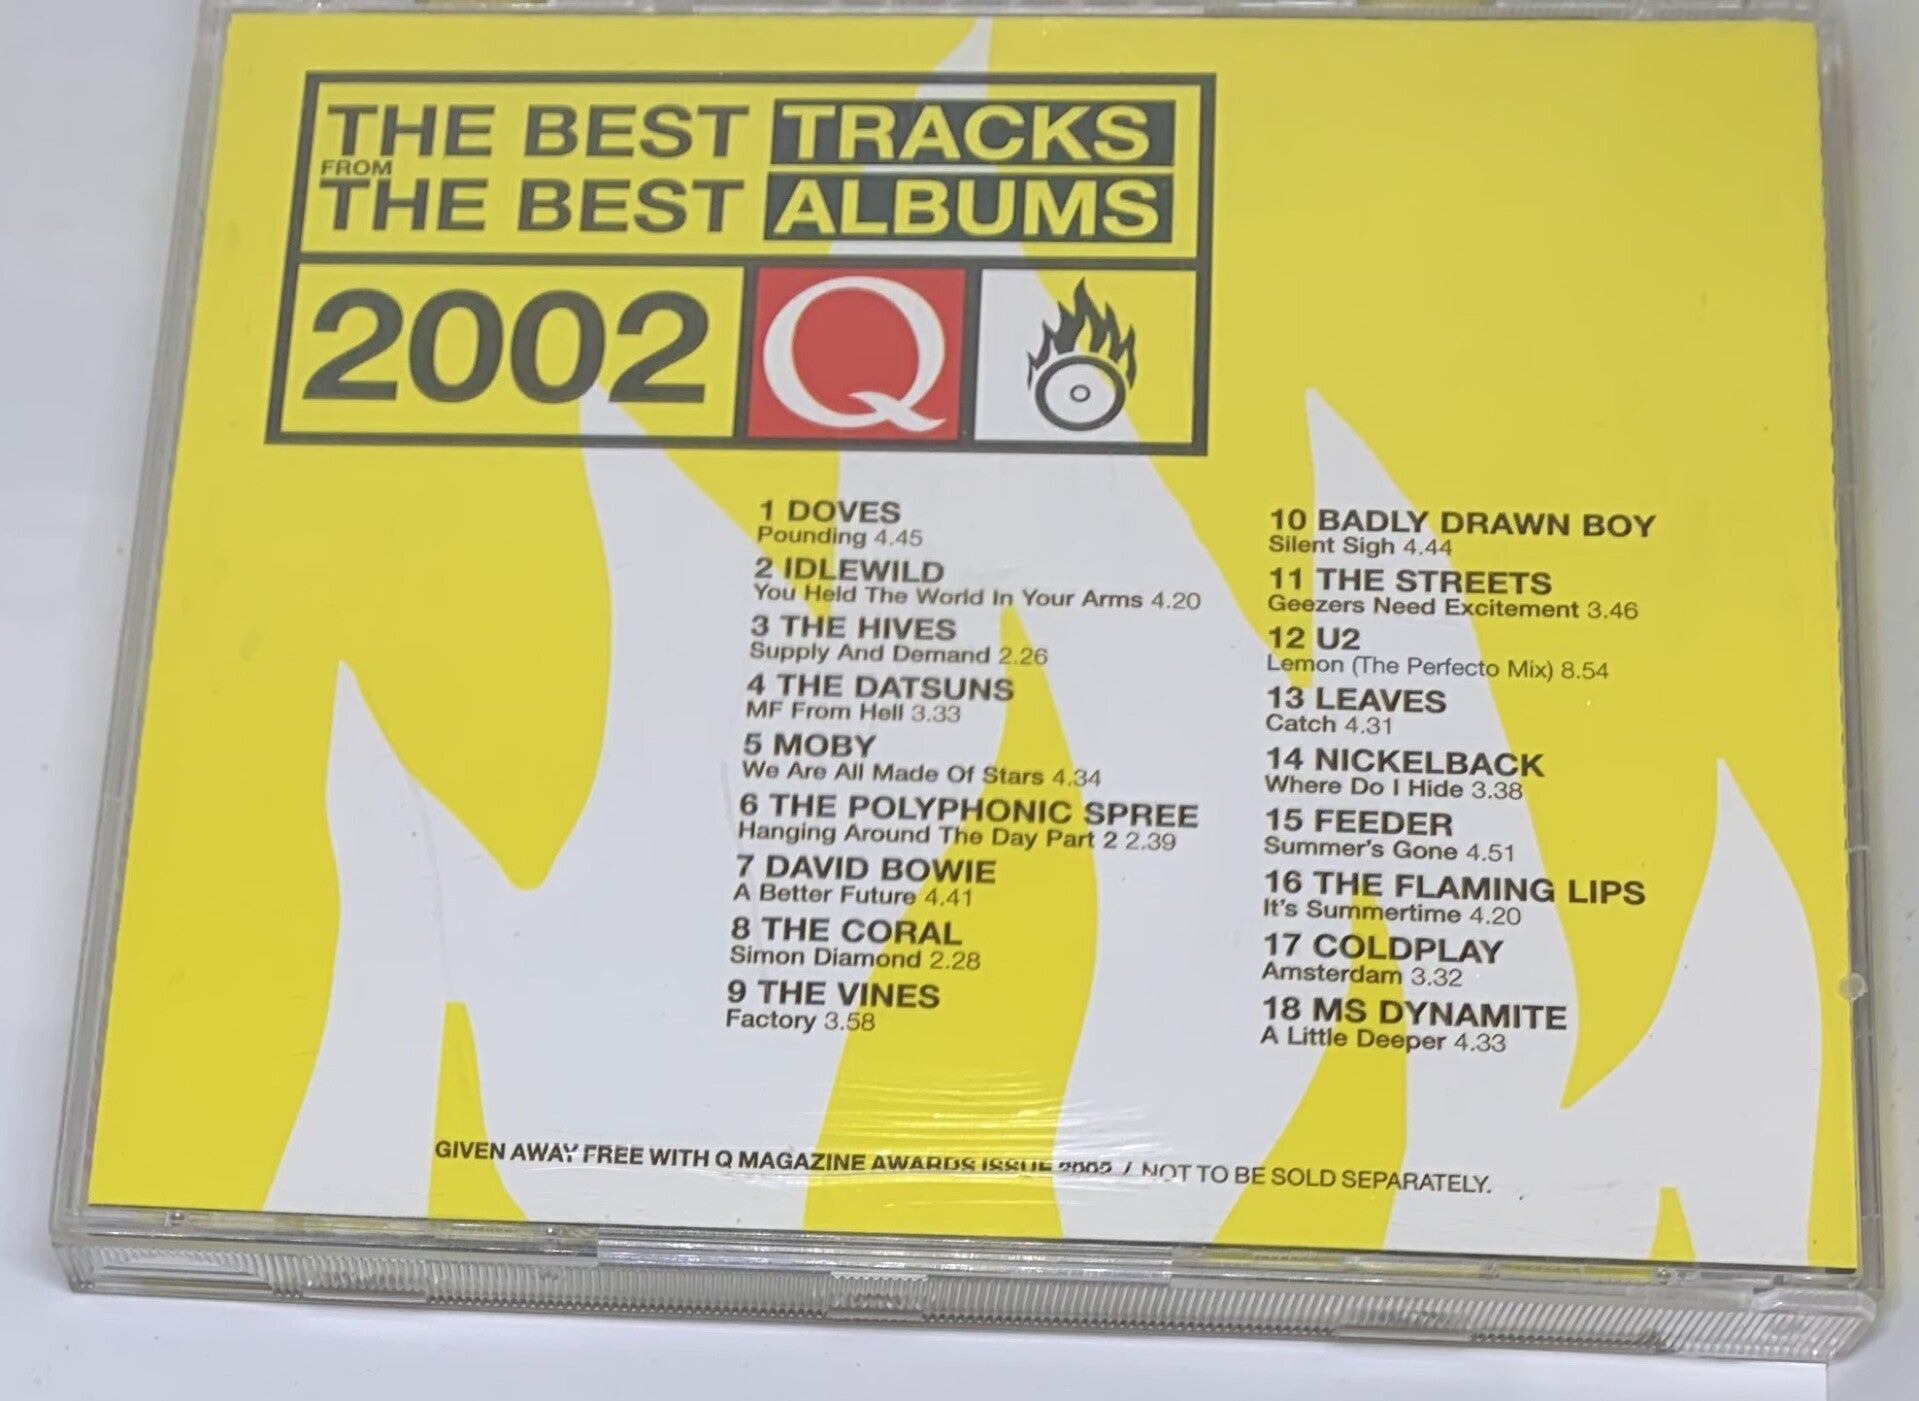 THE BEST TRACKS
FROM
THE BEST ALBUMS
2002 Q
1 DOVES
Pounding 4.45
2 IDLEWILD
You Held The World In Your Arms 4.20
3 THE HIVES
Supply And Demand 2.26
4 THE DATSUNS
MF From Hell 3.33
5 MOBY
We Are All Made Of Stars 4.34
6 THE POLYPHONIC SPREE
Hanging Around The Day Part 2 2.39
7 DAVID BOWIE
A Better Future 4.41
8 THE CORAL
Simon Diamond 2.28
9 THE VINES
Factory 3.58
10 BADLY DRAWN BOY
Silent Sigh 4.44
11 THE STREETS
Geezers Need Excitement 3.46
12 U2
Lemon (The Perfecto Mix) 8.54
13 LEAVES
Catch 4.31
14 NICKELBACK
Where Do I Hide 3.38
15 FEEDER
Summer's Gone 4.51
16 THE FLAMING LIPS
It's Summertime 4.20
17 COLDPLAY
Amsterdam 3.32
18 MS DYNAMITE
A Little Deeper 4.33
GIVEN AWAY FREE WITH Q MAGAZINE AWARDS ISSUE 2002 / NOT TO BE SOLD SEPARATELY.